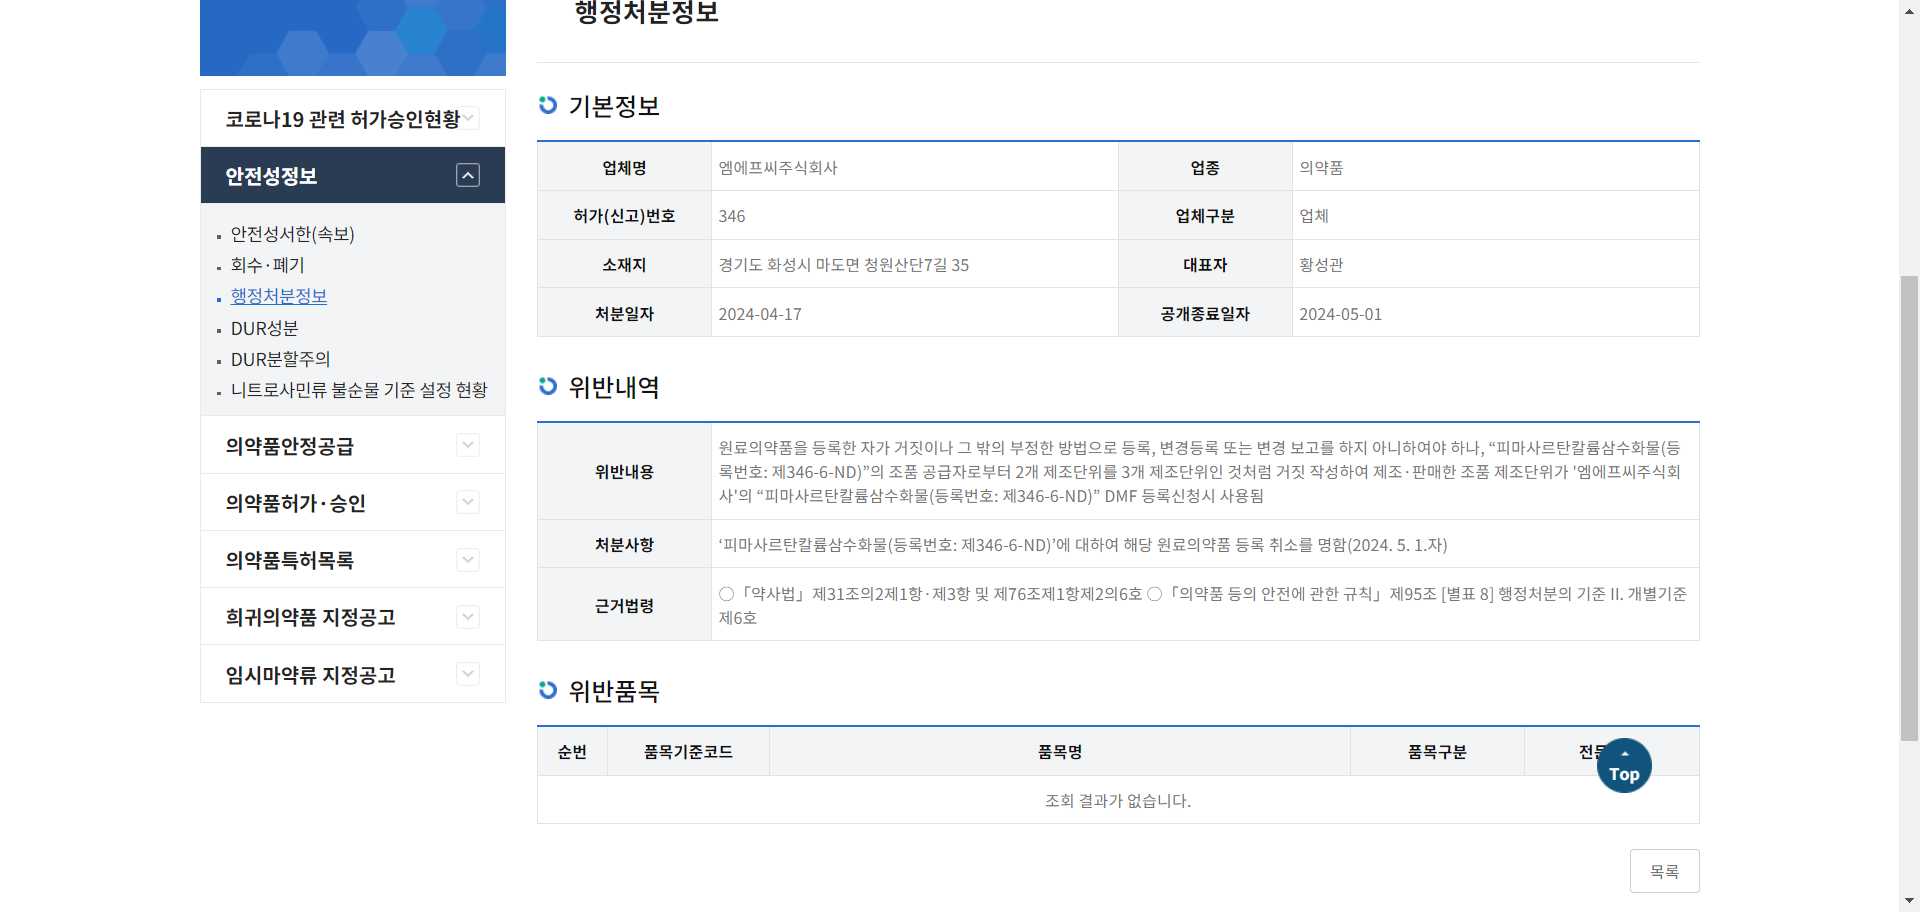 행정처분정보
코로나19 관련 허가승인현황
안전성정보
안전성서한(속보)
회수·폐기
행정처분정보
DUR성분
DUR분할주의
니트로사민류 불순물 기준 설정 현황
의약품안정공급
의약품허가·승인
의약품특허목록
희귀의약품 지정공고
임시마약류 지정공고
기본정보
업체명 엠에프씨주식회사 업종 의약품
허가(신고)번호 346 업체구분 업체
소재지 경기도 화성시 마도면 청원산단7길 35 대표자 황성관
처분일자 2024-04-17 공개종료일자 2024-05-01
위반내역
위반내용
원료의약품을 등록한 자가 거짓이나 그 밖의 부정한 방법으로 등록, 변경등록 또는 변경 보고를 하지 아니하여야 하나, “피마사르탄칼륨삼수화물(등
록번호: 제346-6-ND)”의 조품 공급자로부터 2개 제조단위를 3개 제조단위인 것처럼 거짓 작성하여 제조·판매한 조품 제조단위가 '엠에프씨주식회
사'의 “피마사르탄칼륨삼수화물(등록번호: 제346-6-ND)” DMF 등록신청시 사용됨
처분사항 ‘피마사르탄칼륨삼수화물(등록번호: 제346-6-ND)’에 대하여 해당 원료의약품 등록 취소를 명함(2024. 5. 1.자)
근거법령
○「약사법」제31조의2제1항·제3항 및 제76조제1항제2의6호 ○「의약품 등의 안전에 관한 규칙」제95조 [별표 8] 행정처분의 기준 II. 개별기준
제6호
위반품목
순번 품목기준코드 품목명 품목구분
조회 결과가 없습니다.
Top
목록